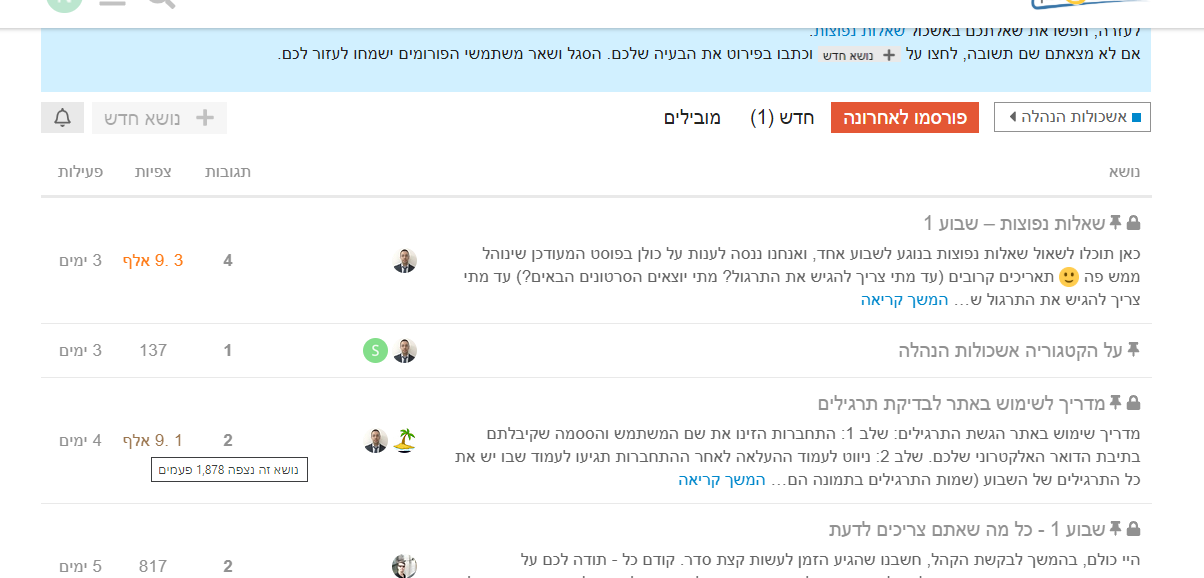 לעזרה, חפשו את שאלתכם באשכול שאלות נפוצות.
אם לא מצאתם שם תשובה, לחצו על + נושא חדש וכתבו בפירוט את הבעיה שלכם. הסגל ושאר משתמשי הפורומים ישמחו לעזור לכם.
אשכולות הנהלה
פורסמו לאחרונה
חדש (1)
מובילים
+ נושא חדש
נושא תגובות צפיות פעילות
שאלות נפוצות – שבוע 1
כאן תוכלו לשאול שאלות נפוצות בנוגע לשבוע אחד, ואנחנו ננסה לענות על כולן בפוסט המעודכן שינוהל
ממש פה 🙂 תאריכים קרובים (עד מתי צריך להגיש את התרגול? מתי יוצאים הסרטונים הבאים?) עד מתי
צריך להגיש את התרגול ש… המשך קריאה
4
3 .9 אלף
3 ימים
על הקטגוריה אשכולות הנהלה
S
1
137
3 ימים
מדריך לשימוש באתר לבדיקת תרגילים
מדריך שימוש באתר הגשת התרגילים: שלב 1: התחברות הזינו את שם המשתמש והססמה שקיבלתם
בתיבת הדואר האלקטרוני שלכם. שלב 2: ניווט לעמוד ההעלאה לאחר ההתחברות תגיעו לעמוד שבו יש את
כל התרגילים של השבוע (שמות התרגילים בתמונה הם… המשך קריאה
2
1 .9 אלף
4 ימים
נושא זה נצפה 1,878 פעמים
שבוע 1 - כל מה שאתם צריכים לדעת
היי כולם, בהמשך לבקשת הקהל, חשבנו שהגיע הזמן לעשות קצת סדר. קודם כל - תודה לכם על
2
817
5 ימים